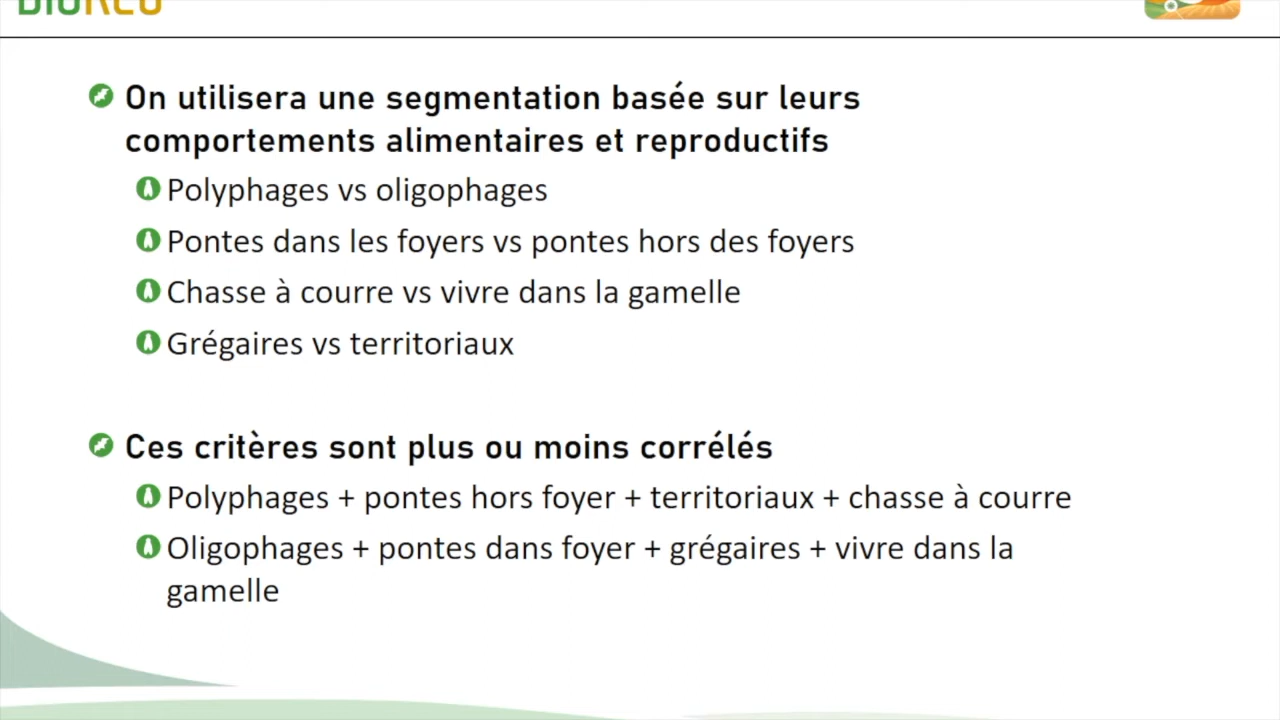 On utilisera une segmentation basée sur leurs
comportements alimentaires et reproductifs
Polyphages vs oligophages
Pontes dans les foyers vs pontes hors des foyers
Chasse à courre vs vivre dans la gamelle
Grégaires vs territoriaux
Ces critères sont plus ou moins corrélés
Polyphages + pontes hors foyer + territoriaux + chasse à courre
Oligophages + pontes dans foyer + grégaires + vivre dans la
gamelle